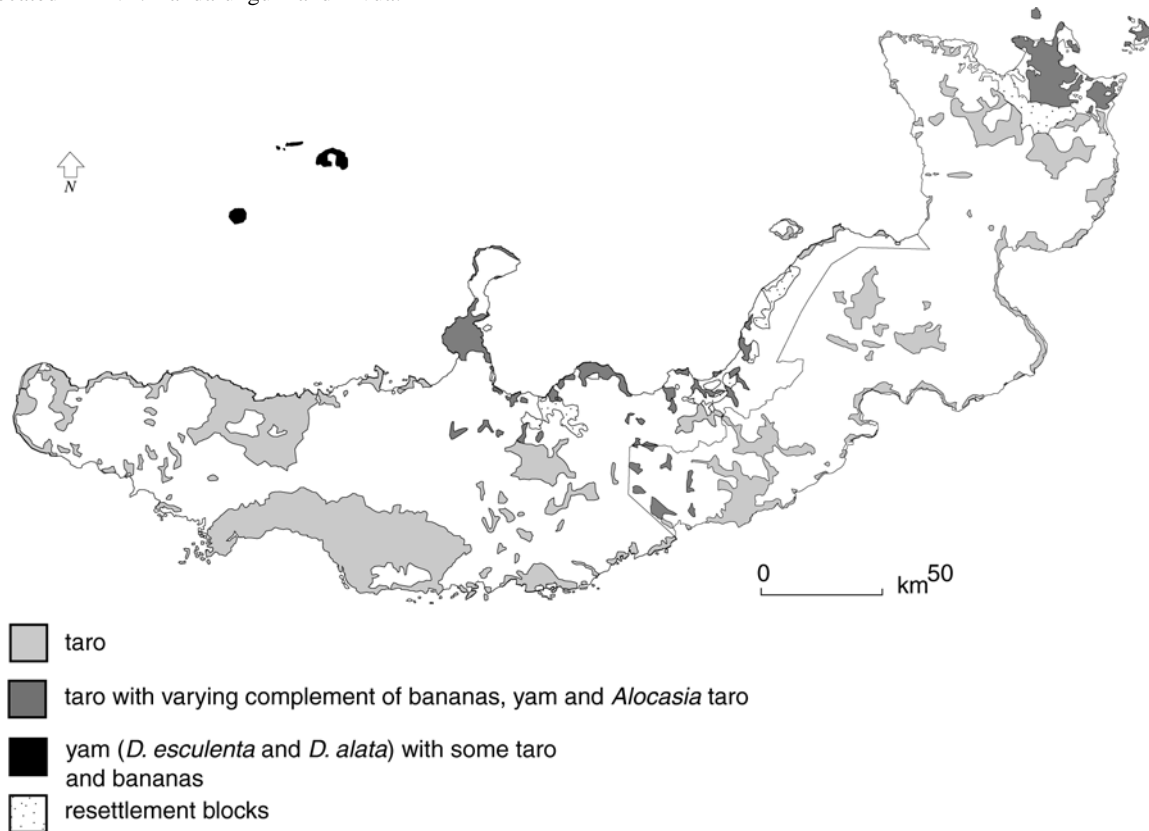 N
0 50
km
taro
taro with varying complement of bananas, yam and Alocasia taro
yam (D. esculenta and D. alata) with some taro
and bananas
resettlement blocks